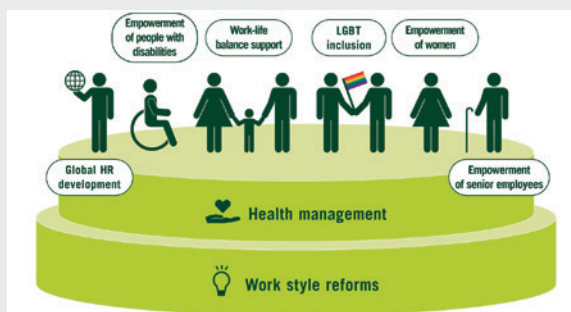 Empowerment
of people with
disabilities
Work-life
balance support
LGBT
inclusion
Empowerment
of women
Global HR
development
Empowerment
of senior employees
Health management
Work style reforms